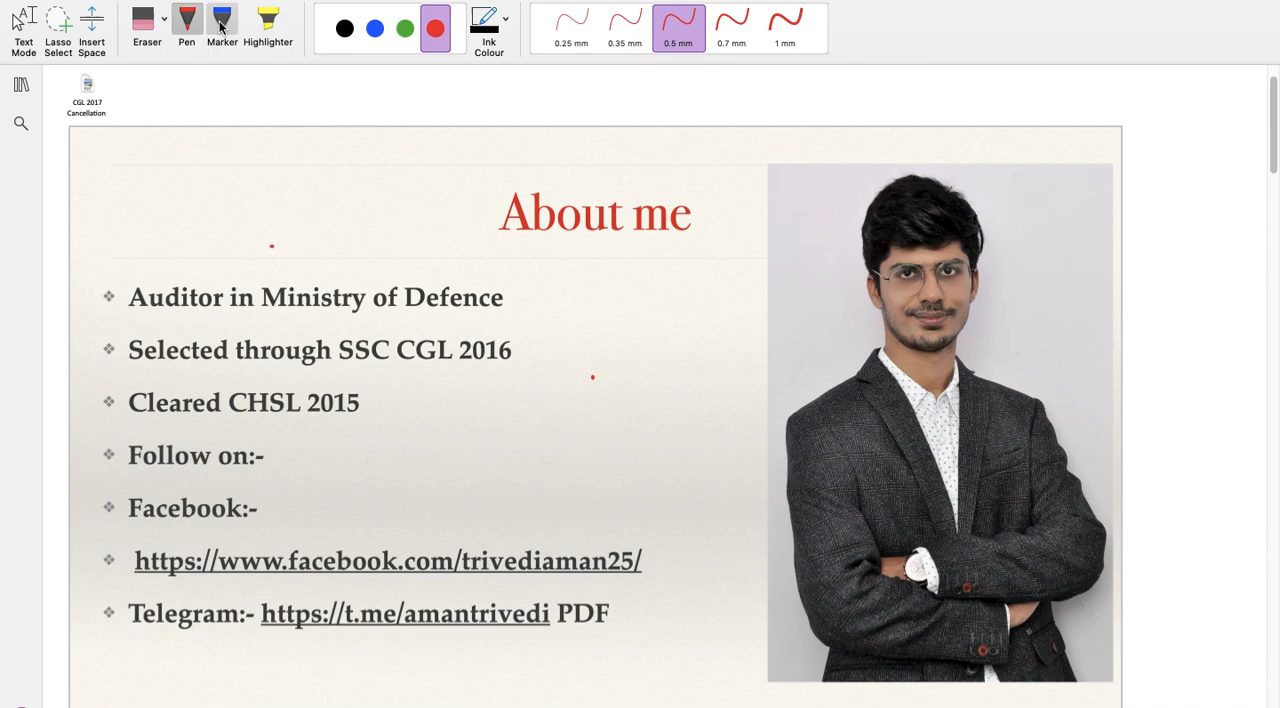 Text Mode
Lasso Select
Insert Space
Eraser
Pen
Marker
Highlighter
Ink Colour
0.25 mm
0.35 mm
0.5 mm
0.7 mm
1 mm
CGL 2017
Cancellation
About me
Auditor in Ministry of Defence
Selected through SSC CGL 2016
Cleared CHSL 2015
Follow on:-
Facebook:-
https://www.facebook.com/trivediaman25/
Telegram:- https://t.me/amantrivedi PDF